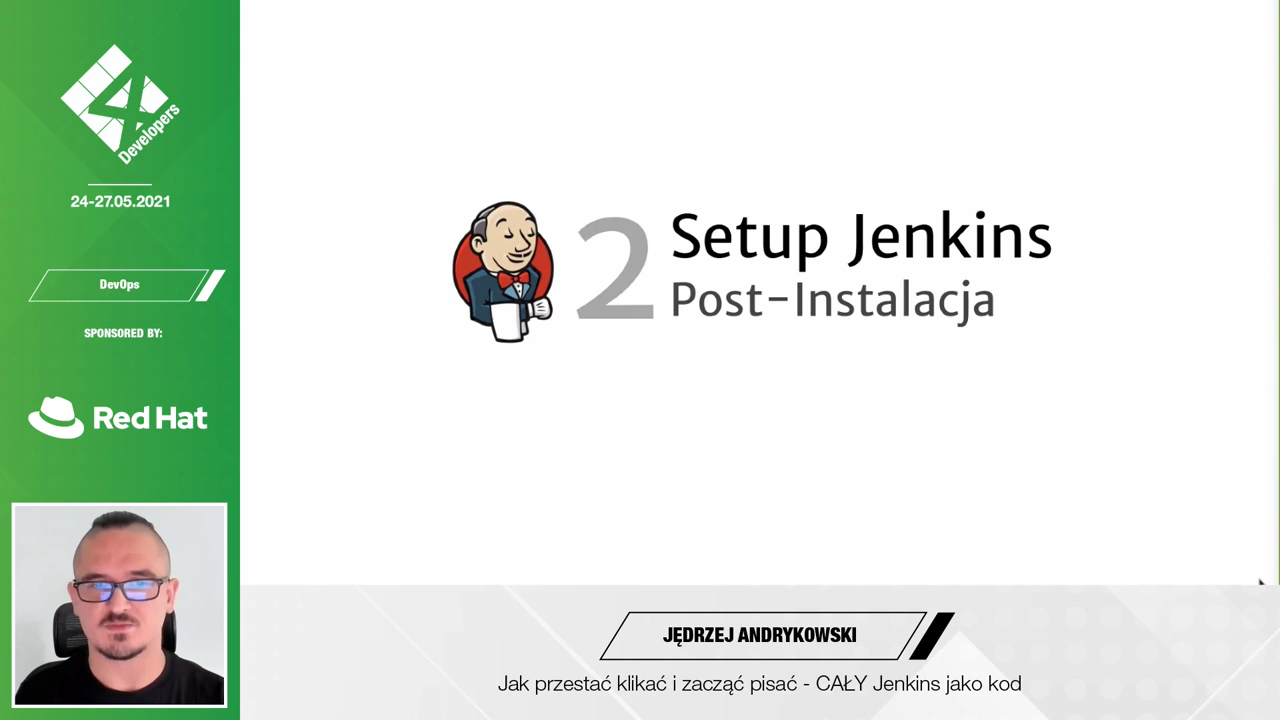 4
Developers
24-27.05.2021
DevOps
SPONSORED BY:
Red Hat
2
Setup Jenkins
Post-Instalacja
JĘDRZEJ ANDRYKOWSKI
Jak przestać klikać i zacząć pisać - CAŁY Jenkins jako kod